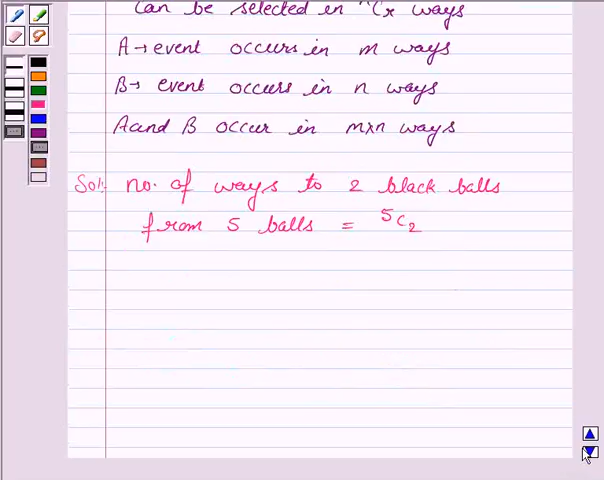 Can be selected in ⁿCx ways
A → event occurs in m ways
B → event occurs in n ways
A and B occur in m×n ways
Sol: no. of ways to 2 black balls
from 5 balls = ⁵C₂